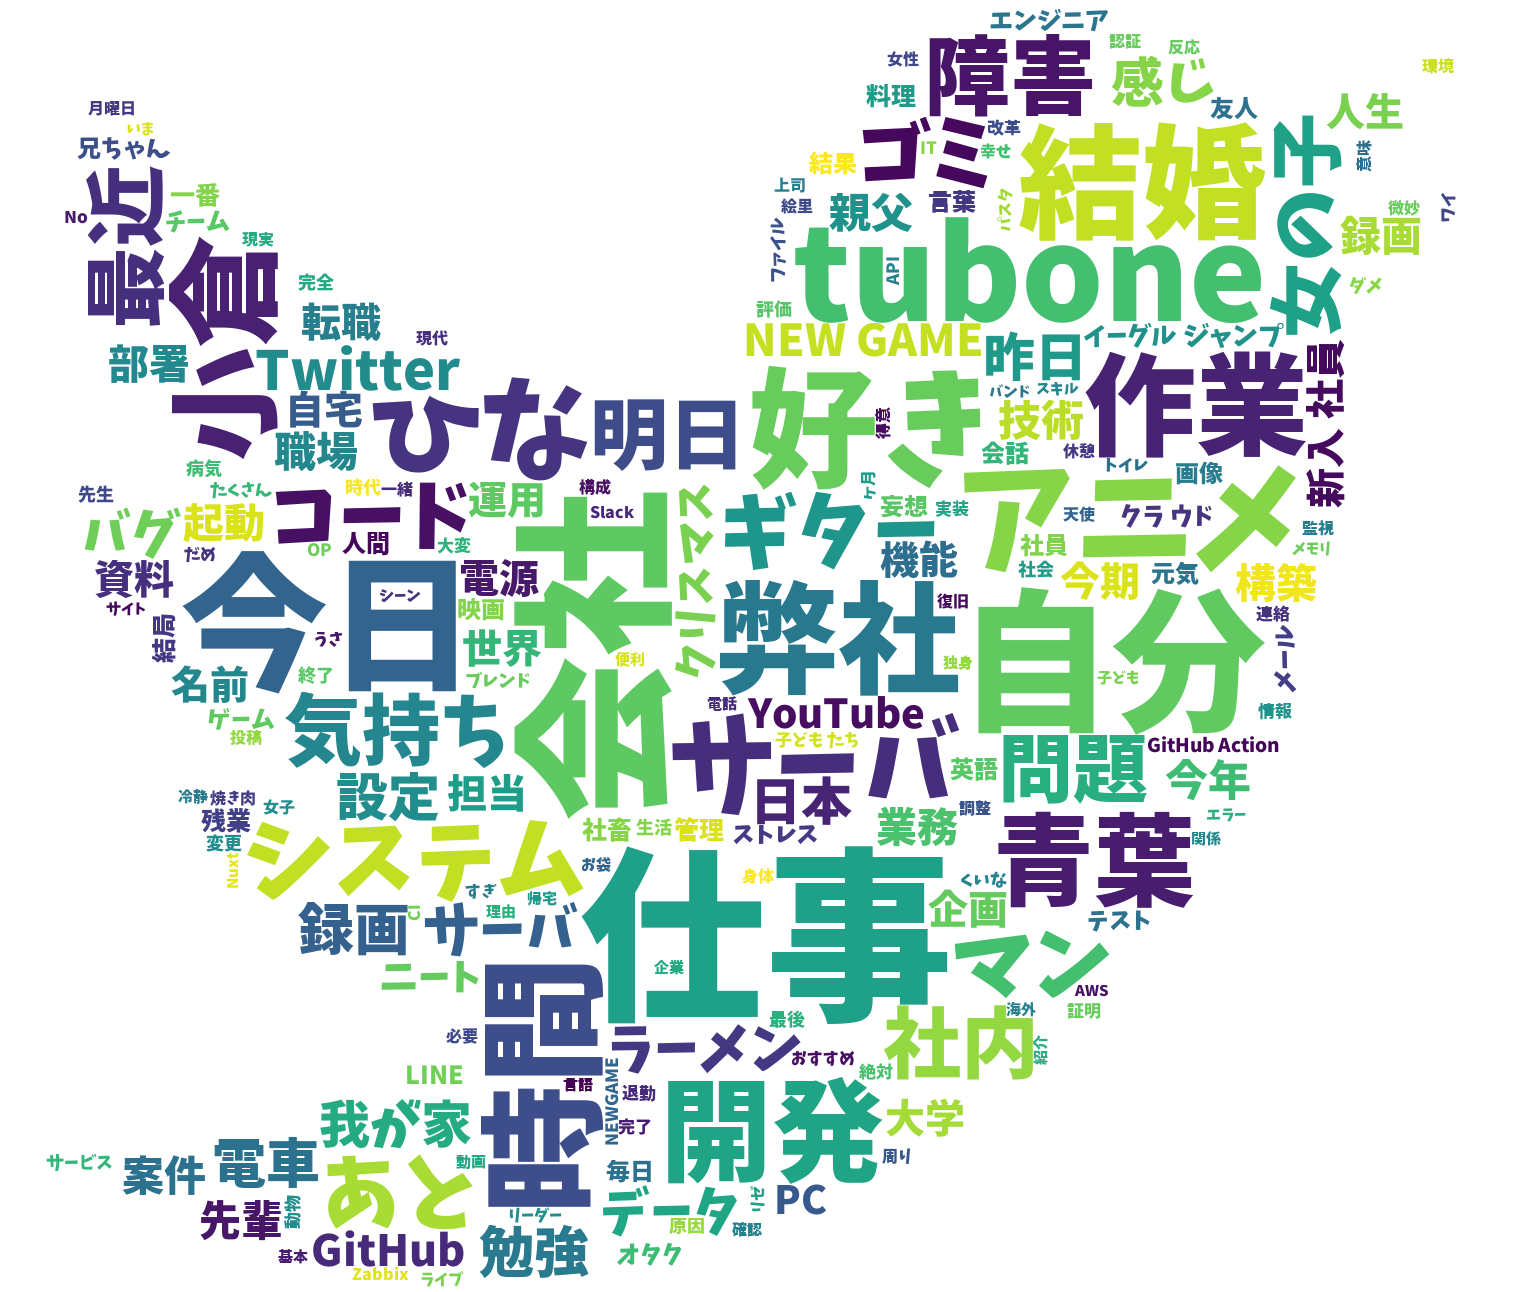 エンジニア
女性
障害
認証
反応
環境
料理
感じ
友人
人生
月曜日
いま
兄ちゃん
ゴミ
IT
改革
幸せ
結婚
女の子
意味
結果
上司
絵里
親父
言葉
パスタ
微妙
ワイ
録画
最近
一番
チーム
No
現実
小倉
ファイル
tubone
API
ダメ
完全
転職
現代
評価
NEW GAME
昨日
イーグル ジャンプ
部署
Twitter
自宅
職場
ひな
明日
好き
得意
バンド
スキル
技術
作業
新入 社員
会話
休憩
トイレ
画像
病気
たくさん
先生
バグ
起動
だめ
コード
時代
一緒
運用
構成
Slack
OP
人間
大変
会社
クリスマス
ギター
ヶ月
妄想
実装
機能
アニメ
天使
クラウド
社員
社会
今期
元気
構築
監視
メモリ
資料
サイト
結局
今日
シーン
うさ
電源
映画
世界
ブレンド
便利
弊社
復旧
独身
自分
子ども
連絡
メール
情報
名前
終了
ゲーム
投稿
気持ち
電話
YouTube
サーバ
子ども たち
日本
英語
問題
GitHub Action
今年
設定
担当
冷静
焼き肉
女子
残業
変更
Nuxt
システム
社畜
生活
管理
ストレス
業務
調整
青葉
エラー
関係
お袋
すぎ
帰宅
理由
CI
録画
サーバ
仕事
身体
企業
くいな
企画
テスト
マン
AWS
ニート
時間
必要
最後
海外
証明
社内
紹介
ラーメン
おすすめ
絶対
LINE
言語
NEWGAME
退勤
完了
開発
大学
我が家
サービス
案件
電車
あと
動画
毎日
周り
先輩
動物
リーダー
データ
原因
ゼリ
確認
PC
基本
GitHub
勉強
オタク
Zabbix
ライブ